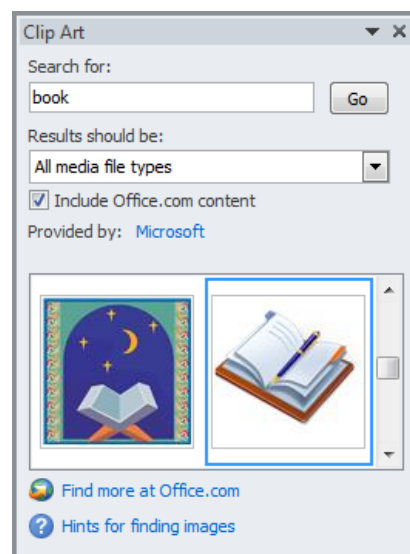 Clip Art
Search for:
book
Go
Results should be:
All media file types
Include Office.com content
Provided by: Microsoft
Find more at Office.com
Hints for finding images